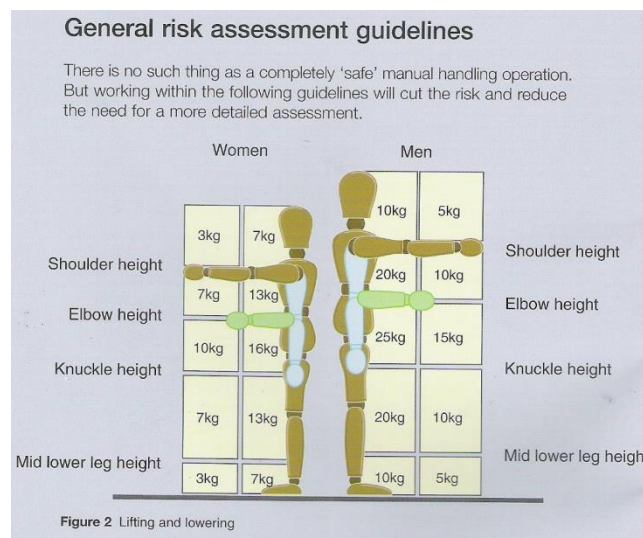 General risk assessment guidelines
There is no such thing as a completely 'safe' manual handling operation.
But working within the following guidelines will cut the risk and reduce
the need for a more detailed assessment.
Women Men
10kg 5kg
3kg 7kg
Shoulder height Shoulder height
20kg 10kg
7kg 13kg
Elbow height Elbow height
25kg 15kg
10kg 16kg
Knuckle height Knuckle height
7kg 13kg 20kg 10kg
Mid lower leg height Mid lower leg heigh
3kg 7kg 10kg 5kg
Figure 2 Lifting and lowering